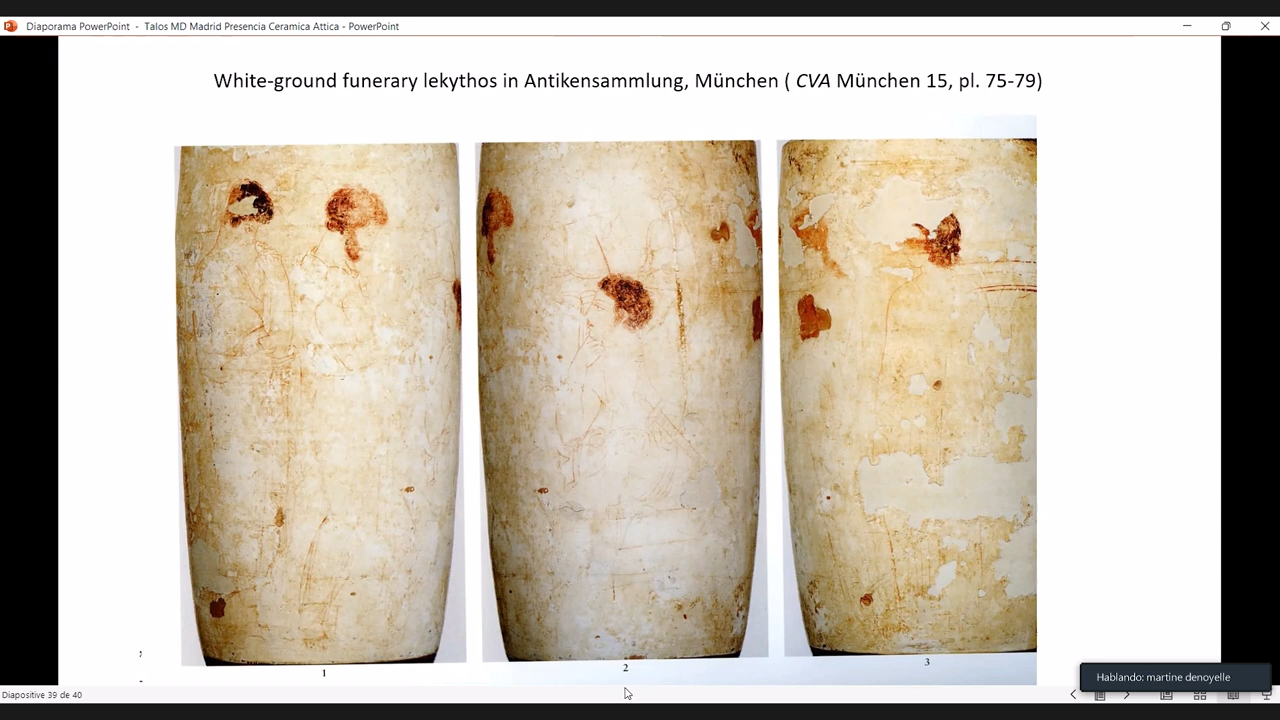 Diaporama PowerPoint - Talos MD Madrid Presencia Ceramica Attica - PowerPoint
White-ground funerary lekythos in Antikensammlung, München ( CVA München 15, pl. 75-79)
1
2
3
Hablando: martine denoyelle
Diapositive 39 de 40